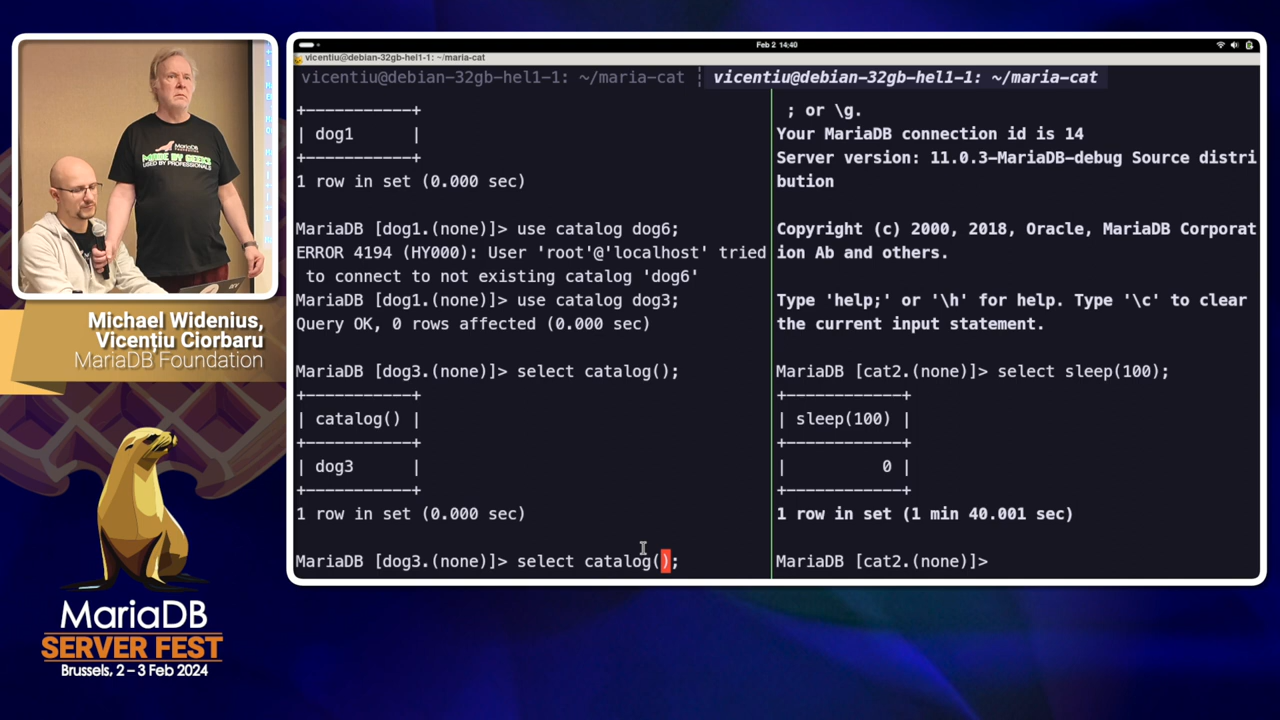 MariaDB
MADE BY GEEKS
USED BY PROFESSIONALS
Michael Widenius,
Vicențiu Ciorbaru
MariaDB Foundation
MariaDB
SERVER FEST
Brussels, 2 – 3 Feb 2024
Feb 2 14:40
vicentiu@debian-32gb-hel1-1: ~/maria-cat
vicentiu@debian-32gb-hel1-1: ~/maria-cat ¦ vicentiu@debian-32gb-hel1-1: ~/maria-cat
+-----------+
| dog1      |
+-----------+
1 row in set (0.000 sec)
MariaDB [dog1.(none)]> use catalog dog6;
ERROR 4194 (HY000): User 'root'@'localhost' tried
 to connect to not existing catalog 'dog6'
MariaDB [dog1.(none)]> use catalog dog3;
Query OK, 0 rows affected (0.000 sec)
MariaDB [dog3.(none)]> select catalog();
+-----------+
| catalog() |
+-----------+
| dog3      |
+-----------+
1 row in set (0.000 sec)
MariaDB [dog3.(none)]> select catalog();
 ; or \g.
Your MariaDB connection id is 14
Server version: 11.0.3-MariaDB-debug Source distri
bution
Copyright (c) 2000, 2018, Oracle, MariaDB Corporat
ion Ab and others.
Type 'help;' or '\h' for help. Type '\c' to clear
the current input statement.
MariaDB [cat2.(none)]> select sleep(100);
+------------+
| sleep(100) |
+------------+
|          0 |
+------------+
1 row in set (1 min 40.001 sec)
MariaDB [cat2.(none)]>